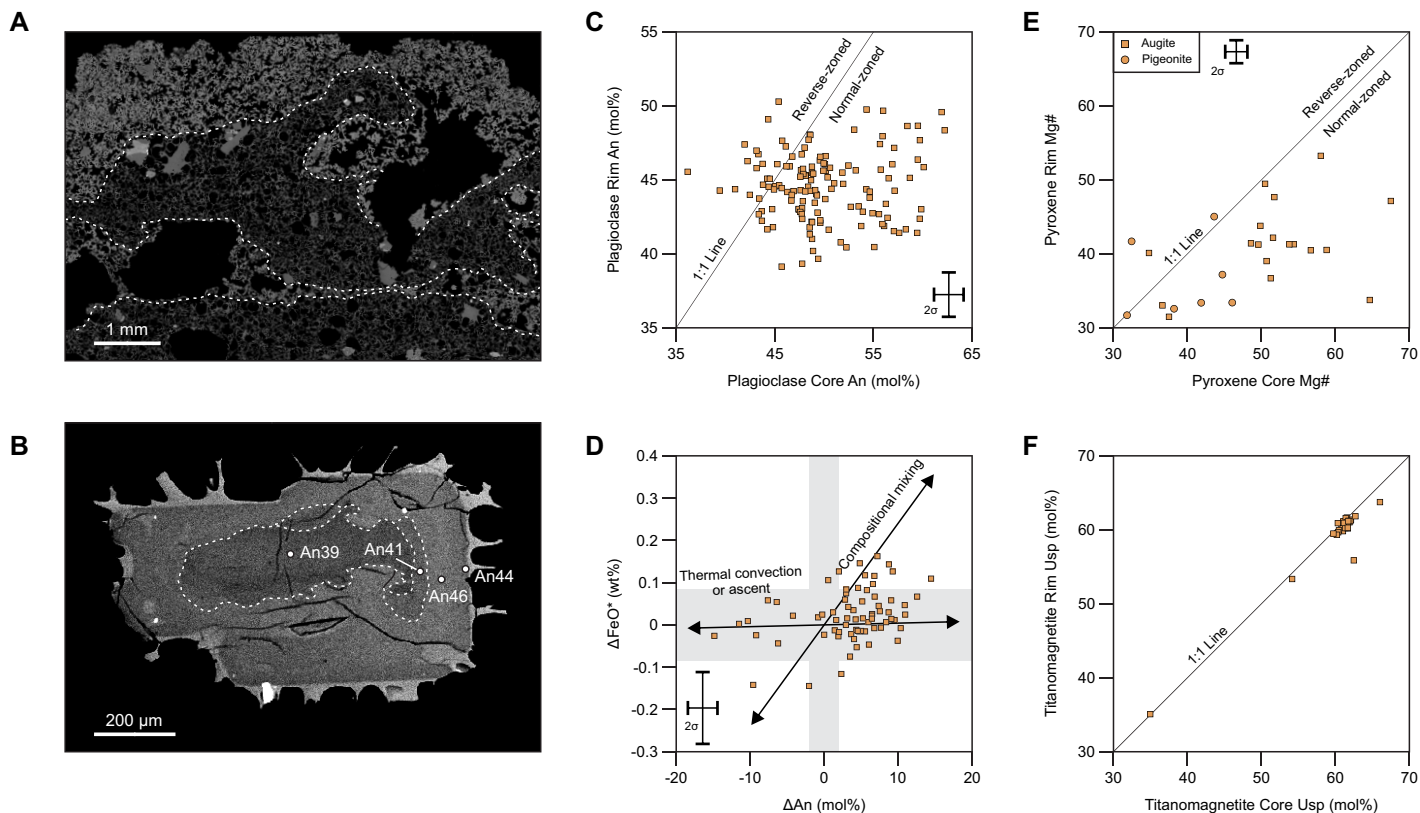 A
1 mm
B
An39
An41
An46
An44
200 µm
C
55
50
45
40
35
35
45
55
65
Plagioclase Rim An (mol%)
Plagioclase Core An (mol%)
Reverse-zoned
Normal-zoned
1:1 Line
2σ
D
0.4
0.3
0.2
0.1
0
-0.1
-0.2
-0.3
-20
-10
0
10
20
ΔFeO* (wt%)
ΔAn (mol%)
Thermal convection
or ascent
Compositional mixing
2σ
E
Augite
Pigeonite
2σ
70
60
50
40
30
30
40
50
60
70
Pyroxene Rim Mg#
Pyroxene Core Mg#
Reverse-zoned
Normal-zoned
1:1 Line
F
70
60
50
40
30
30
40
50
60
70
Titanomagnetite Rim Usp (mol%)
Titanomagnetite Core Usp (mol%)
1:1 Line